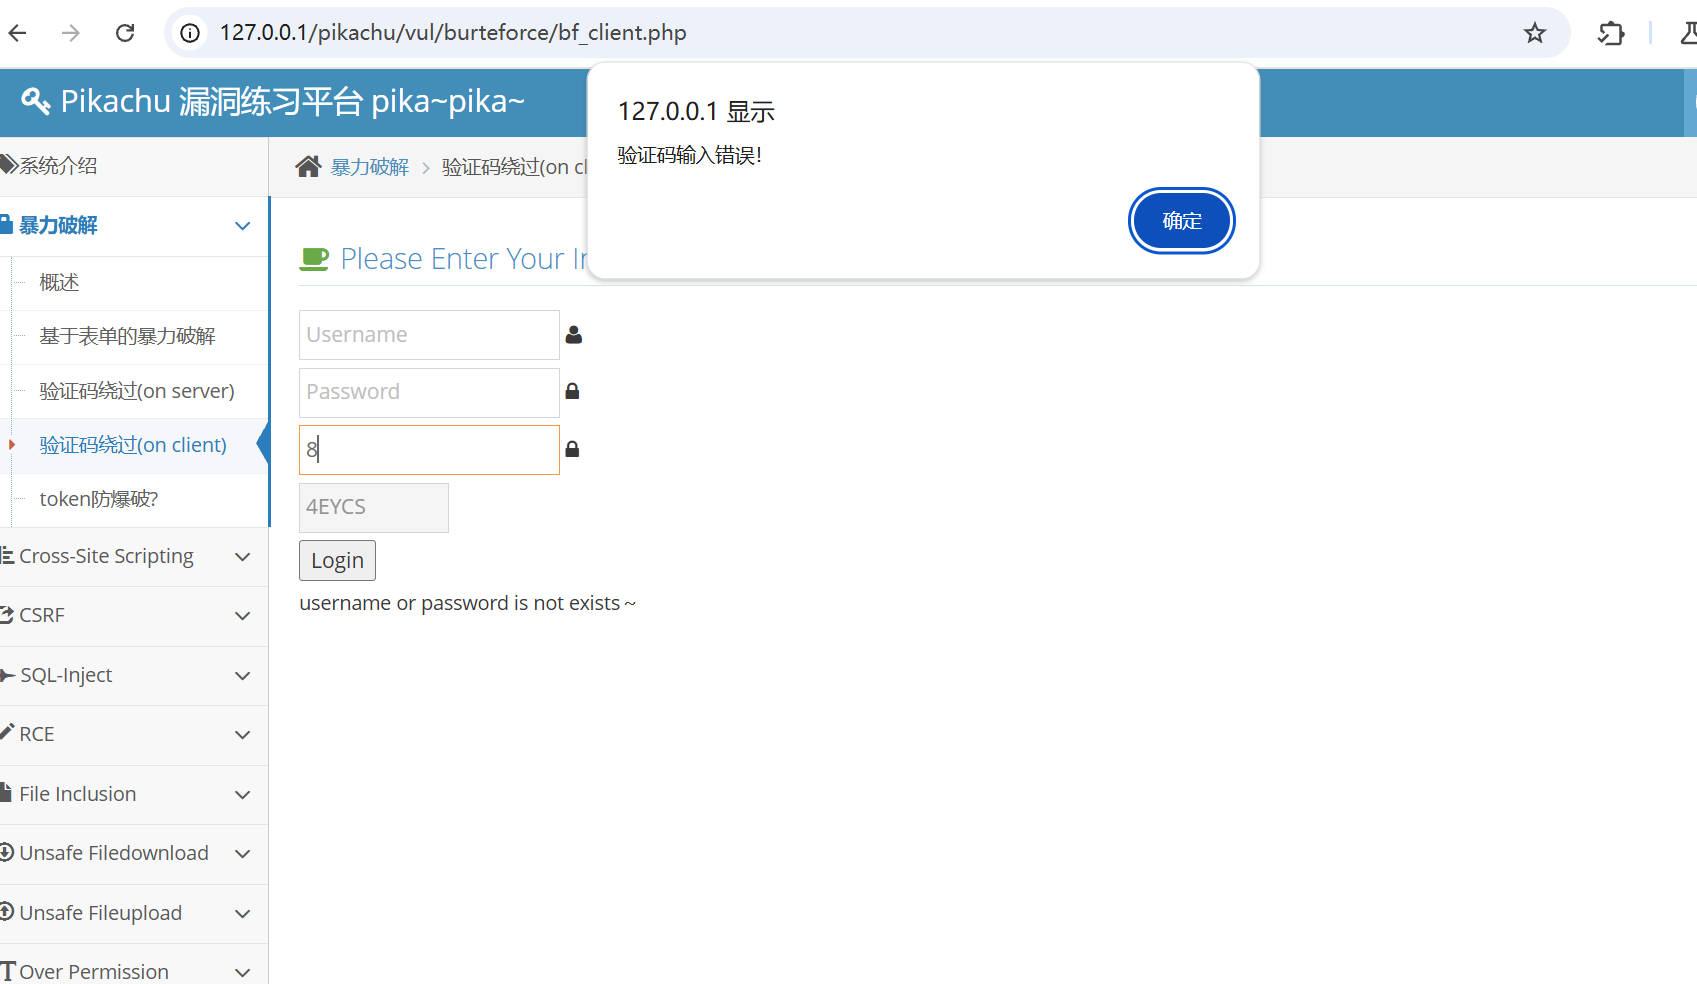 127.0.0.1/pikachu/vul/burteforce/bf_client.php
Pikachu 漏洞练习平台 pika~pika~
127.0.0.1 显示
验证码输入错误!
确定
系统介绍
暴力破解
概述
基于表单的暴力破解
验证码绕过(on server)
验证码绕过(on client)
token防爆破?
Cross-Site Scripting
CSRF
SQL-Inject
RCE
File Inclusion
Unsafe Filedownload
Unsafe Fileupload
Over Permission
暴力破解 > 验证码绕过(on cl
Please Enter Your
Username
Password
8
4EYCS
Login
username or password is not exists~